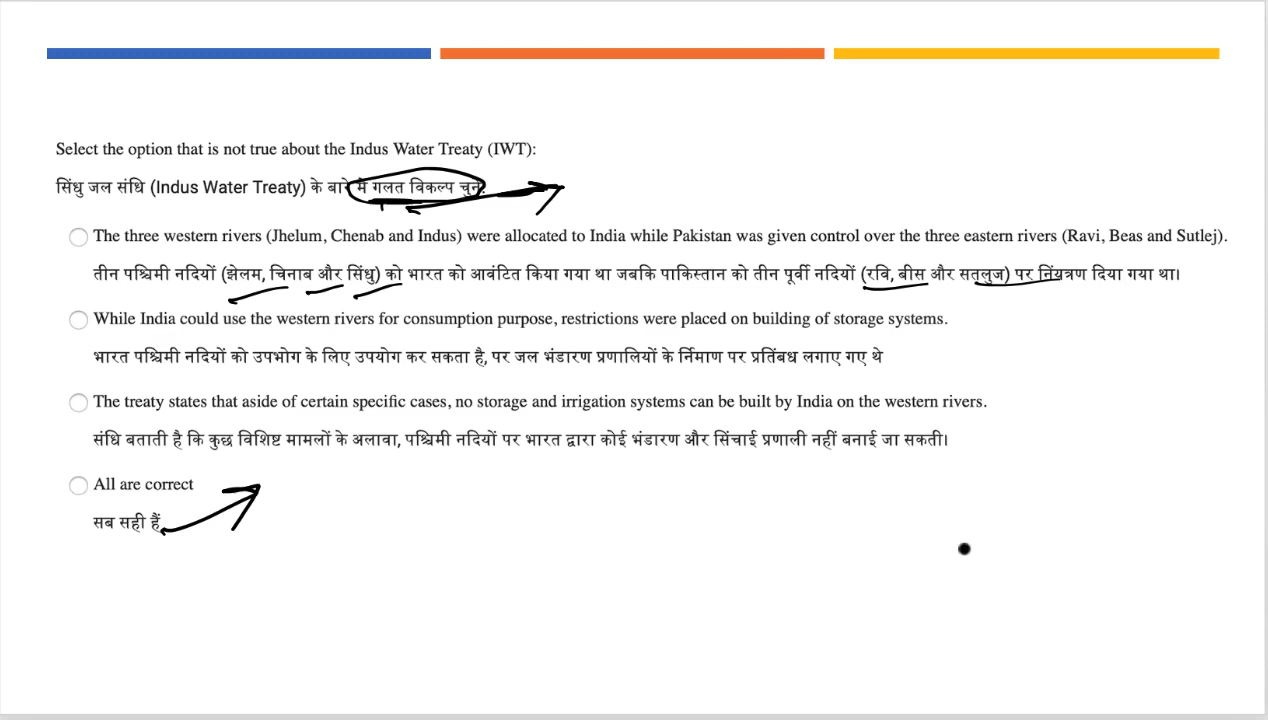 Select the option that is not true about the Indus Water Treaty (IWT):
सिंधु जल संधि (Indus Water Treaty) के बारे में गलत विकल्प चुनें:
The three western rivers (Jhelum, Chenab and Indus) were allocated to India while Pakistan was given control over the three eastern rivers (Ravi, Beas and Sutlej).
तीन पश्चिमी नदियों (झेलम, चिनाब और सिंधु) को भारत को आवंटित किया गया था जबकि पाकिस्तान को तीन पूर्वी नदियों (रवि, बीस और सतलुज) पर निंयत्रण दिया गया था।
While India could use the western rivers for consumption purpose, restrictions were placed on building of storage systems.
भारत पश्चिमी नदियों को उपभोग के लिए उपयोग कर सकता है, पर जल भंडारण प्रणालियों के र्निमाण पर प्रतिंबध लगाए गए थे
The treaty states that aside of certain specific cases, no storage and irrigation systems can be built by India on the western rivers.
संधि बताती है कि कुछ विशिष्ट मामलों के अलावा, पश्चिमी नदियों पर भारत द्वारा कोई भंडारण और सिंचाई प्रणाली नहीं बनाई जा सकती।
All are correct
सब सही हैं